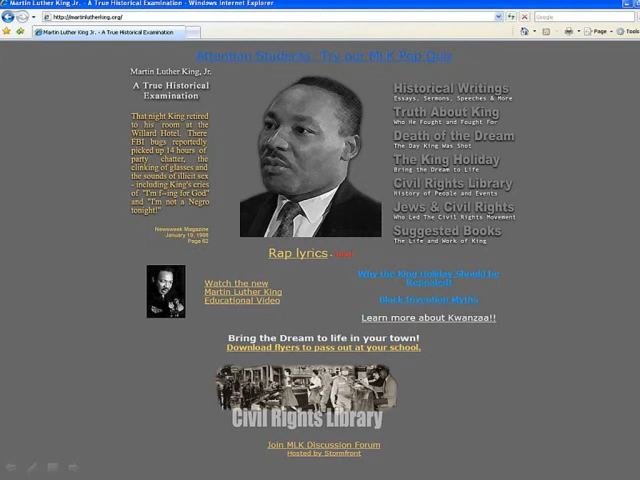 Martin Luther King Jr. - A True Historical Examination - Windows Internet Explorer
http://martinlutherking.org/
Google
Martin Luther King Jr. - A True Historical Examination
Page
Tools
Attention Students: Try out MLK Pop Quiz
Martin Luther King, Jr.
A True Historical
Examination
That night King retired
to his room at the
Willard Hotel. There
FBI bugs reportedly
picked up 14 hours of
party chatter, the
clinking of glasses and
the sounds of illicit sex
- including King's cries
of "I'm f--ing for God"
and "I'm not a Negro
tonight!"
Newsweek Magazine
January 19, 1998
Page 62
Historical Writings
Essays, Sermons, Speeches & More
Truth About King
Who He Fought and Fought For
Death of the Dream
The Day King Was Shot
The King Holiday
Bring the Dream to Life
Civil Rights Library
History of People and Events
Jews & Civil Rights
Who Led The Civil Rights Movement
Suggested Books
The Life and Work of King
Rap lyrics -
Watch the new
Martin Luther King
Educational Video
Why the King Holiday Should be
Repealed!
Black Invention Myths
Learn more about Kwanzaa!!
Bring the Dream to life in your town!
Download flyers to pass out at your school.
Civil Rights Library
Join MLK Discussion Forum
Hosted by Stormfront